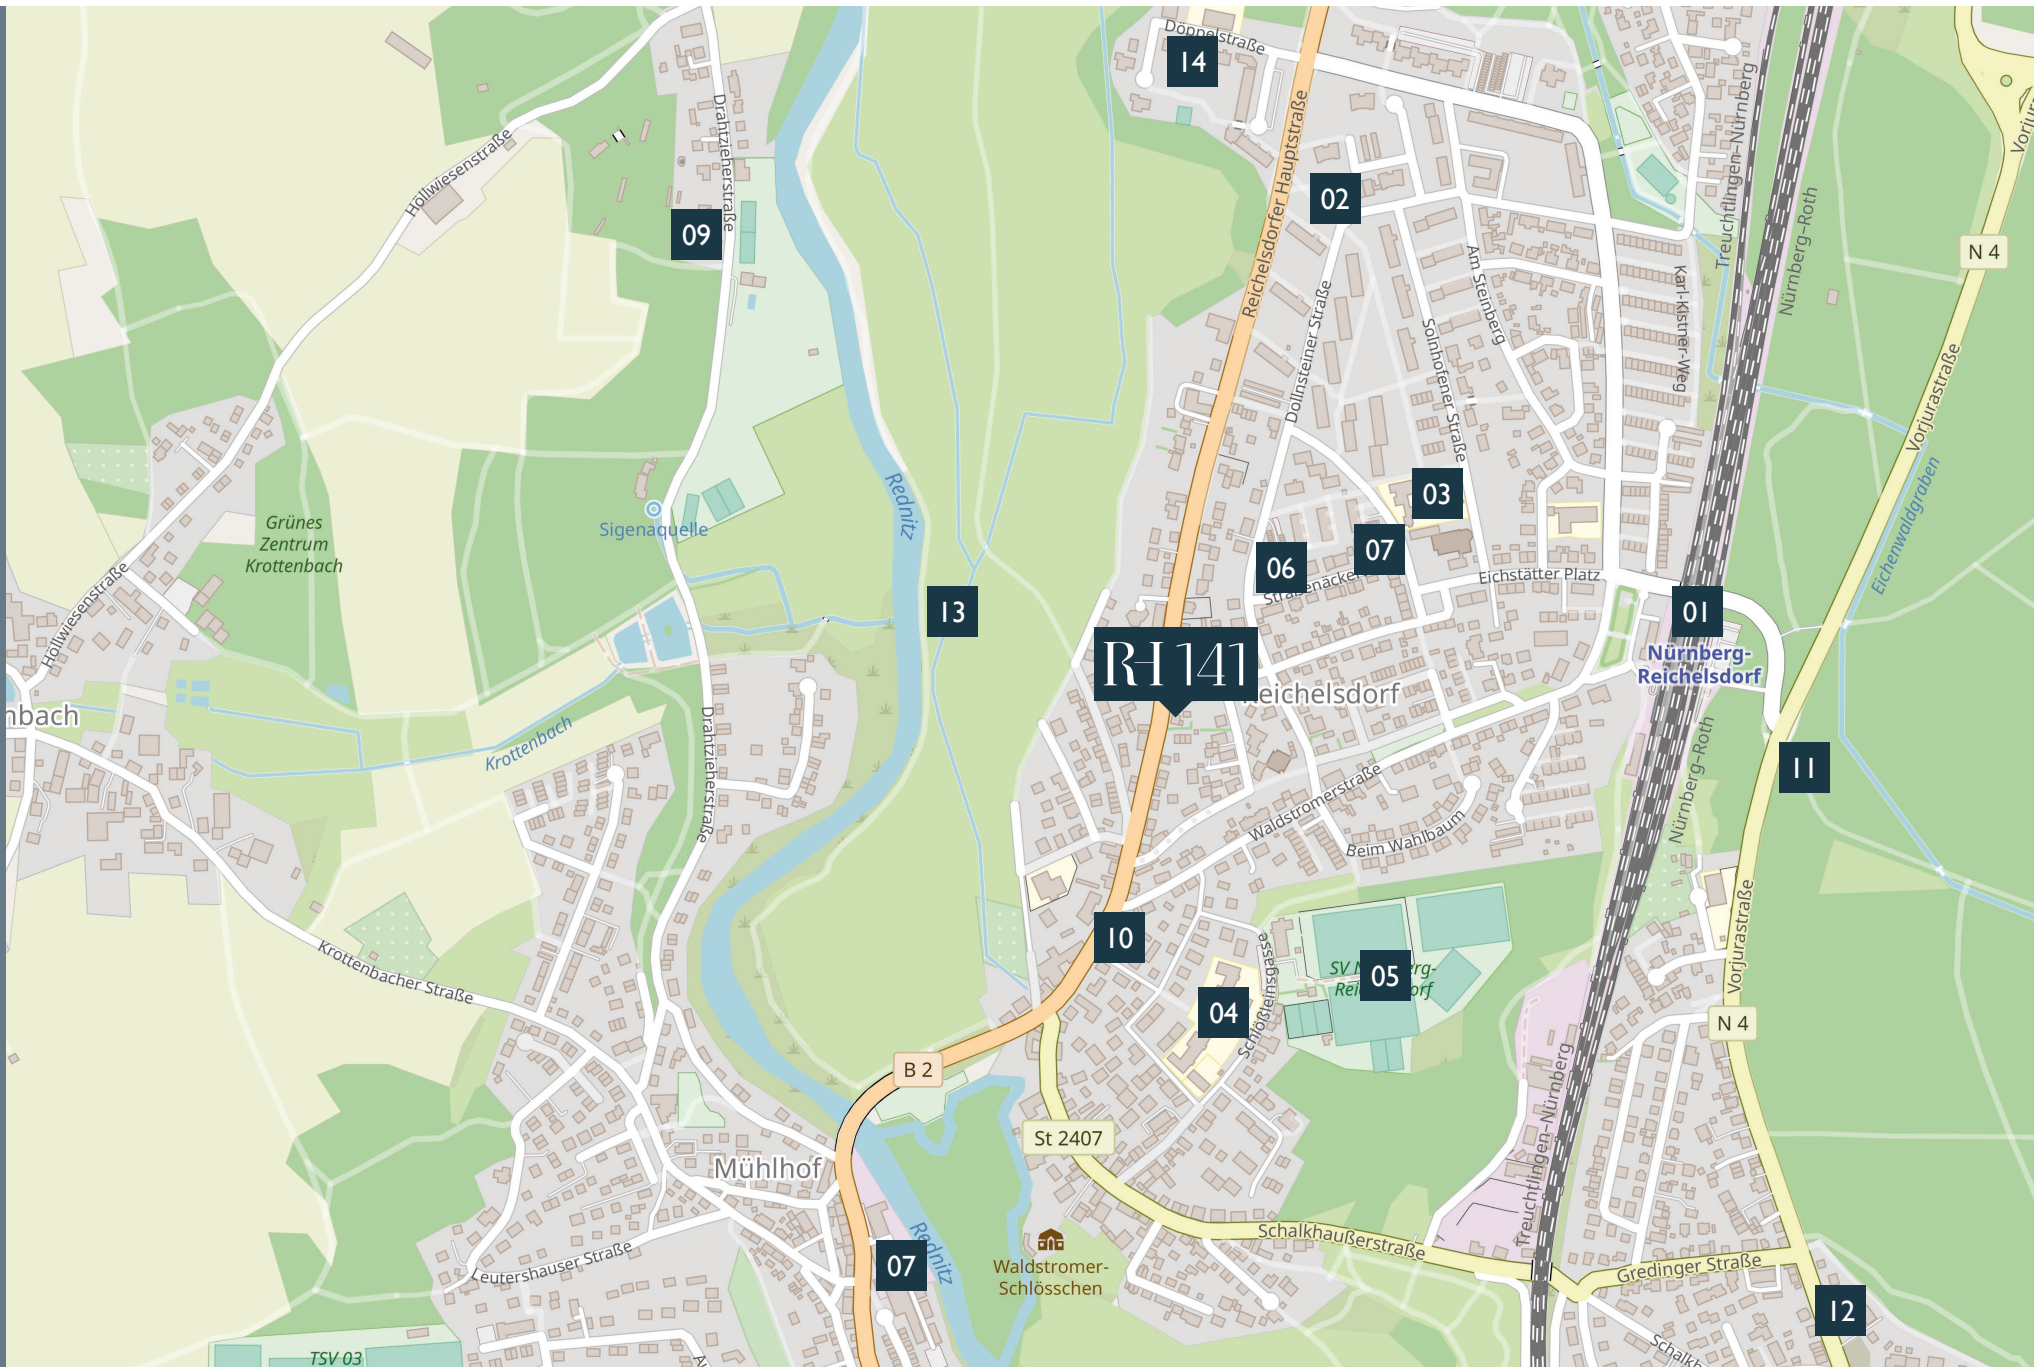 Döppelstraße
14
Drahtzieherstraße
Höllwiesenstraße
Reichelsdorfer Hauptstraße
Treuchtlingen-Nürnberg
Nürnberg-Roth
02
09
N 4
Am Steinberg
Karl-Kistner-Weg
Dollnsteiner Straße
Solnhofener Straße
Vorjurastraße
Rednitz
03
Eichenwaldgraben
Grünes
Zentrum
Krottenbach
Sigenaquelle
07
06
Eichstätter Platz
Höllwiesenstraße
13
01
RH 141
Nürnberg-
Reichelsdorf
Krottenbach
Drahtzieherstraße
Nürnberg-Roth
11
Waldstromerstraße
Beim Wahlbaum
10
Krottenbacher Straße
Schlößleinsgasse
05
04
Vorjurastraße
N 4
B 2
Treuchtlingen-Nürnberg
St 2407
Mühlhof
Rednitz
Leutershauser Straße
07
Waldstromer-
Schlösschen
Schalkhaußerstraße
Gredinger Straße
12
TSV 03